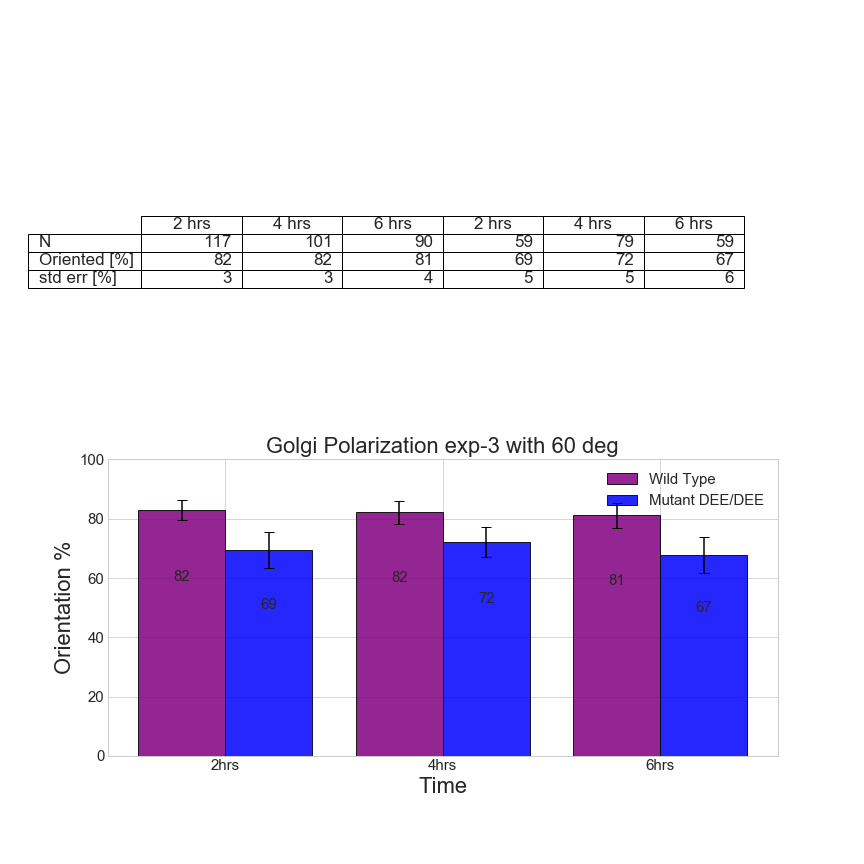 2 hrs 4 hrs 6 hrs 2 hrs 4 hrs 6 hrs
N 117 101 90 59 79 59
Oriented [%] 82 82 81 69 72 67
std err [%] 3 3 4 5 5 6
Golgi Polarization exp-3 with 60 deg
100
80
60
40
20
0
Orientation %
Wild Type
Mutant DEE/DEE
82
69
82
72
81
67
2hrs 4hrs 6hrs
Time